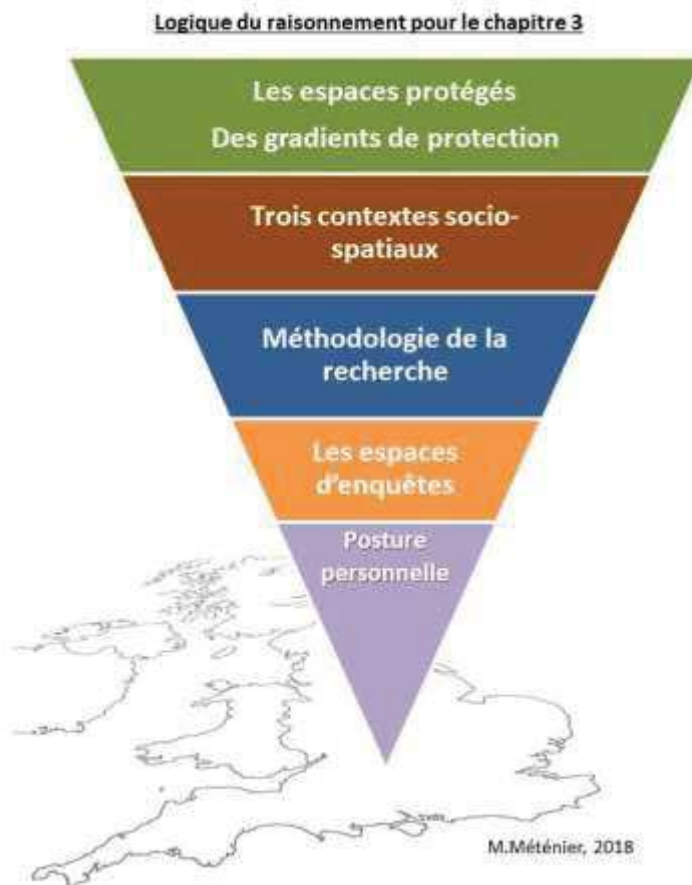 Logique du raisonnement pour le chapitre 3
Les espaces protégés
Des gradients de protection
Trois contextes socio-
spatiaux
Méthodologie de la
recherche
Les espaces
d'enquêtes
Posture
personnelle
M.Méténier, 2018